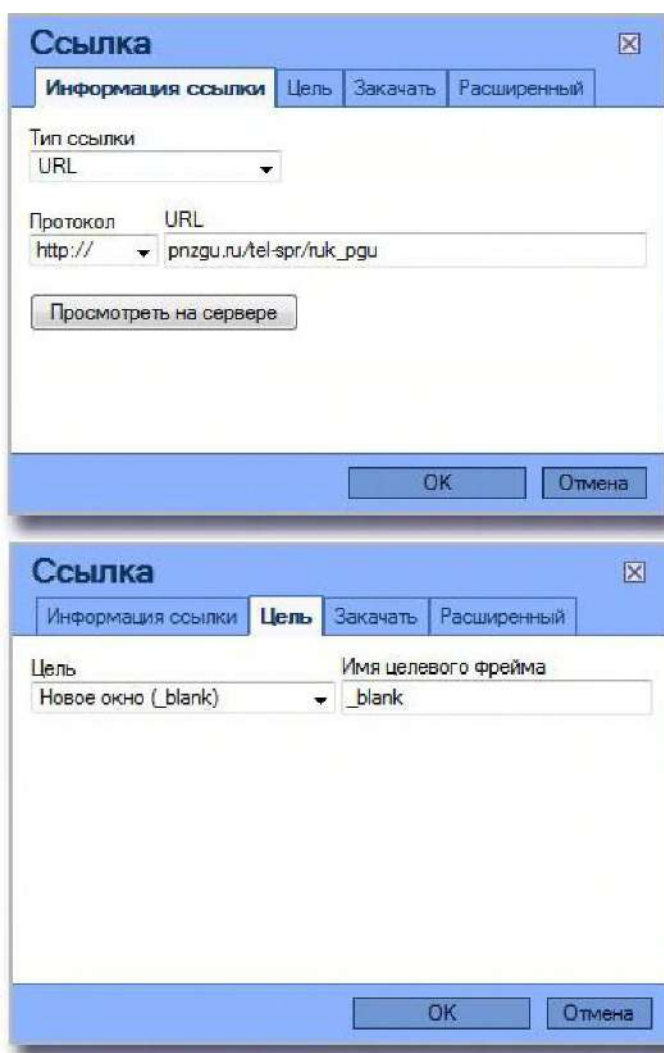 Ссылка
Информация ссылки Цель Закачать Расширенный
Тип ссылки
URL
Протокол URL
http:// pnzgu.ru/tel-spr/ruk_pgu
Просмотреть на сервере
OK Отмена
Ссылка
Информация ссылки Цель Закачать Расширенный
Цель Имя целевого фрейма
Новое окно (_blank) _blank
OK Отмена